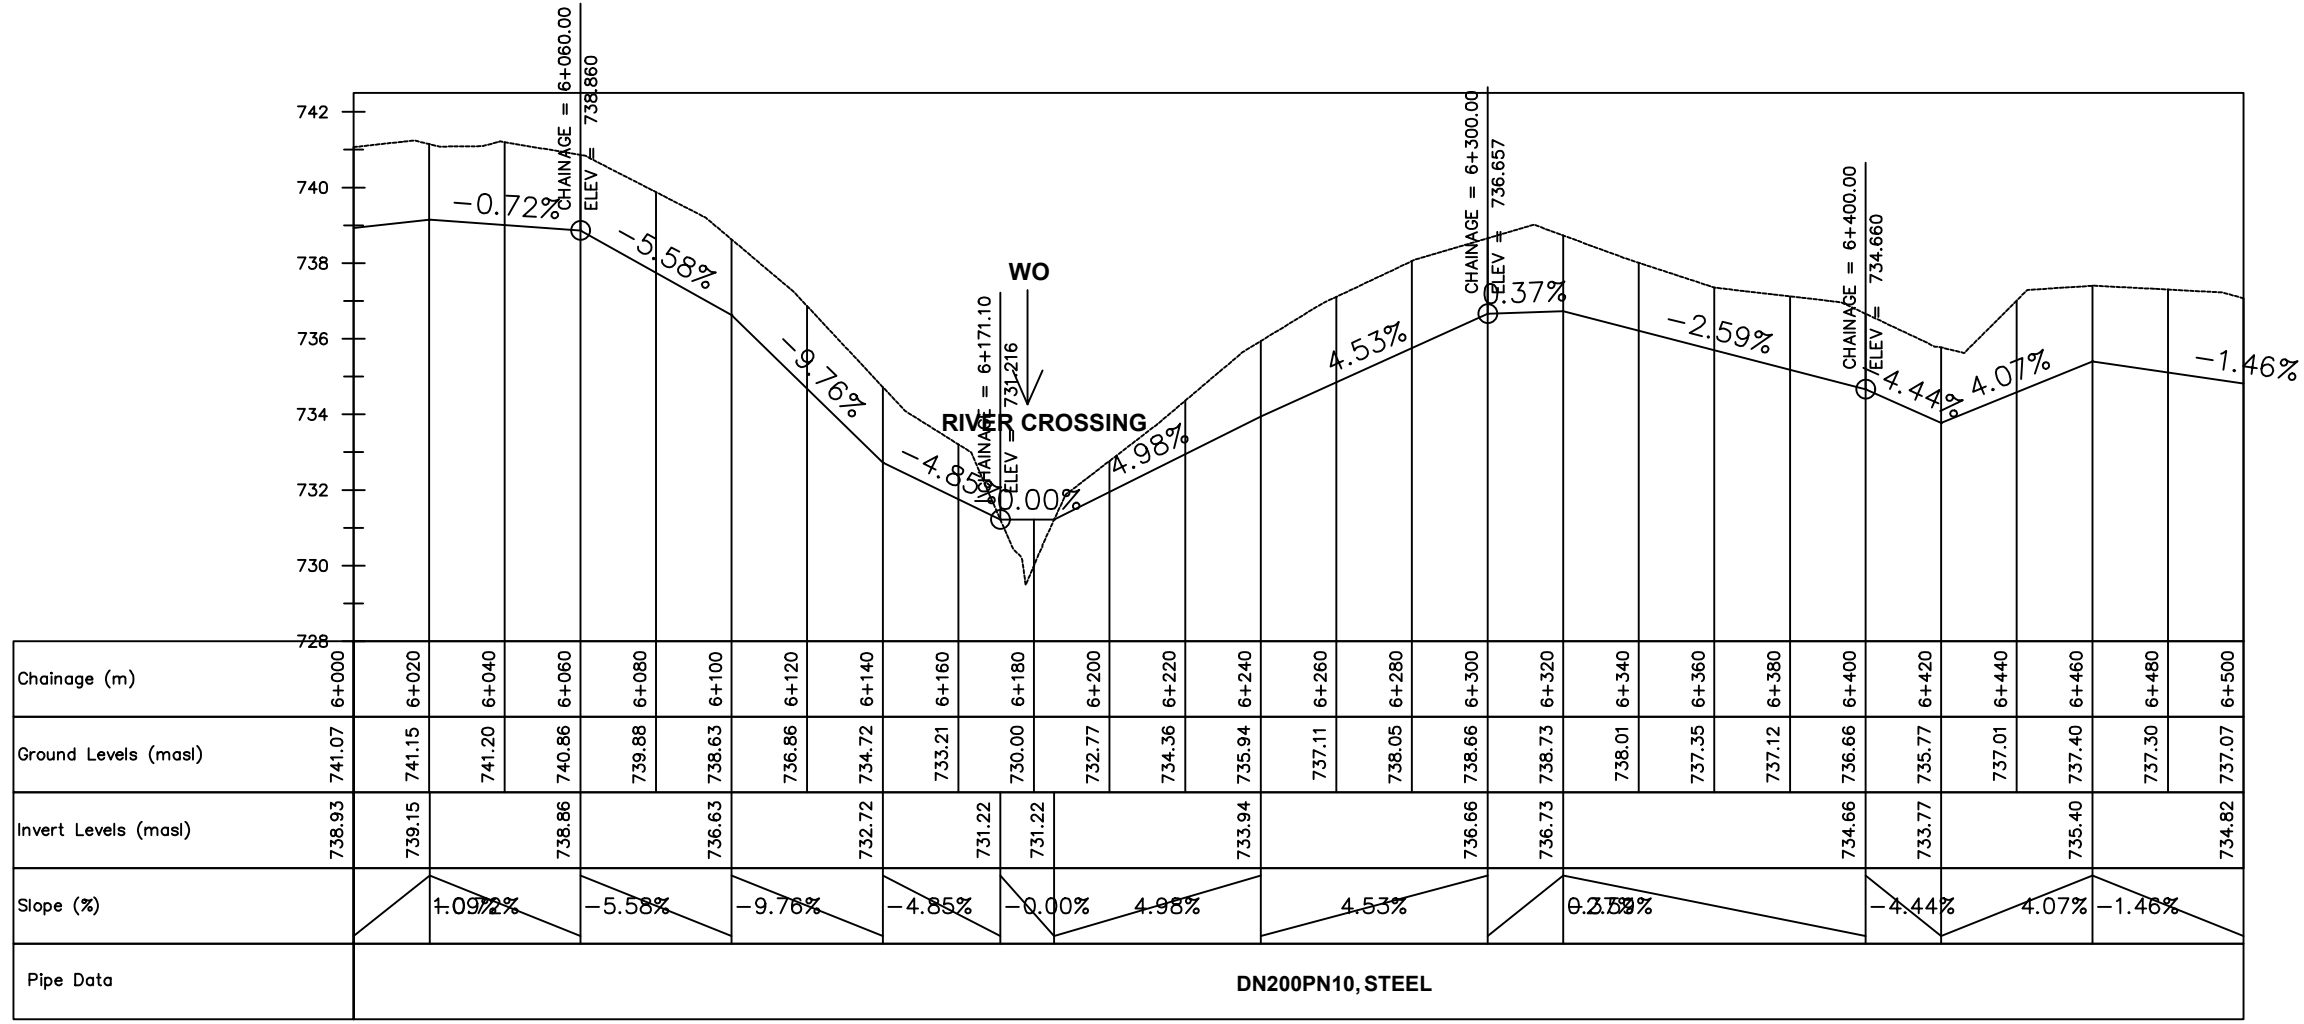 CHAINAGE = 6+060.00
ELEV = 738.860
CHAINAGE = 6+300.00
ELEV = 736.657
CHAINAGE = 6+400.00
ELEV = 734.660
CHAINAGE = 6+171.10
ELEV = 731.216
742
740
738
736
734
732
730
728
−0.72%
−5.58%
−9.76%
−4.85%
0.00%
4.98%
4.53%
0.37%
−2.59%
−4.44%
4.07%
−1.46%
WO
RIVER CROSSING
Chainage (m) 6+000 6+020 6+040 6+060 6+080 6+100 6+120 6+140 6+160 6+180 6+200 6+220 6+240 6+260 6+280 6+300 6+320 6+340 6+360 6+380 6+400 6+420 6+440 6+460 6+480 6+500
Ground Levels (masl) 741.07 741.15 741.20 740.86 739.88 738.63 736.86 734.72 733.21 730.00 732.77 734.36 735.94 737.11 738.05 738.66 738.73 738.01 737.35 737.12 736.66 735.77 737.01 737.40 737.30 737.07
Invert Levels (masl) 738.93 739.15 738.86 736.63 732.72 731.22 731.22 733.94 736.66 736.73 734.66 733.77 735.40 734.82
Slope (%) 1.09% −0.72% −5.58% −9.76% −4.85% −0.00% 4.98% 4.53% 0.37% −2.59% −4.44% 4.07% −1.46%
Pipe Data DN200PN10, STEEL